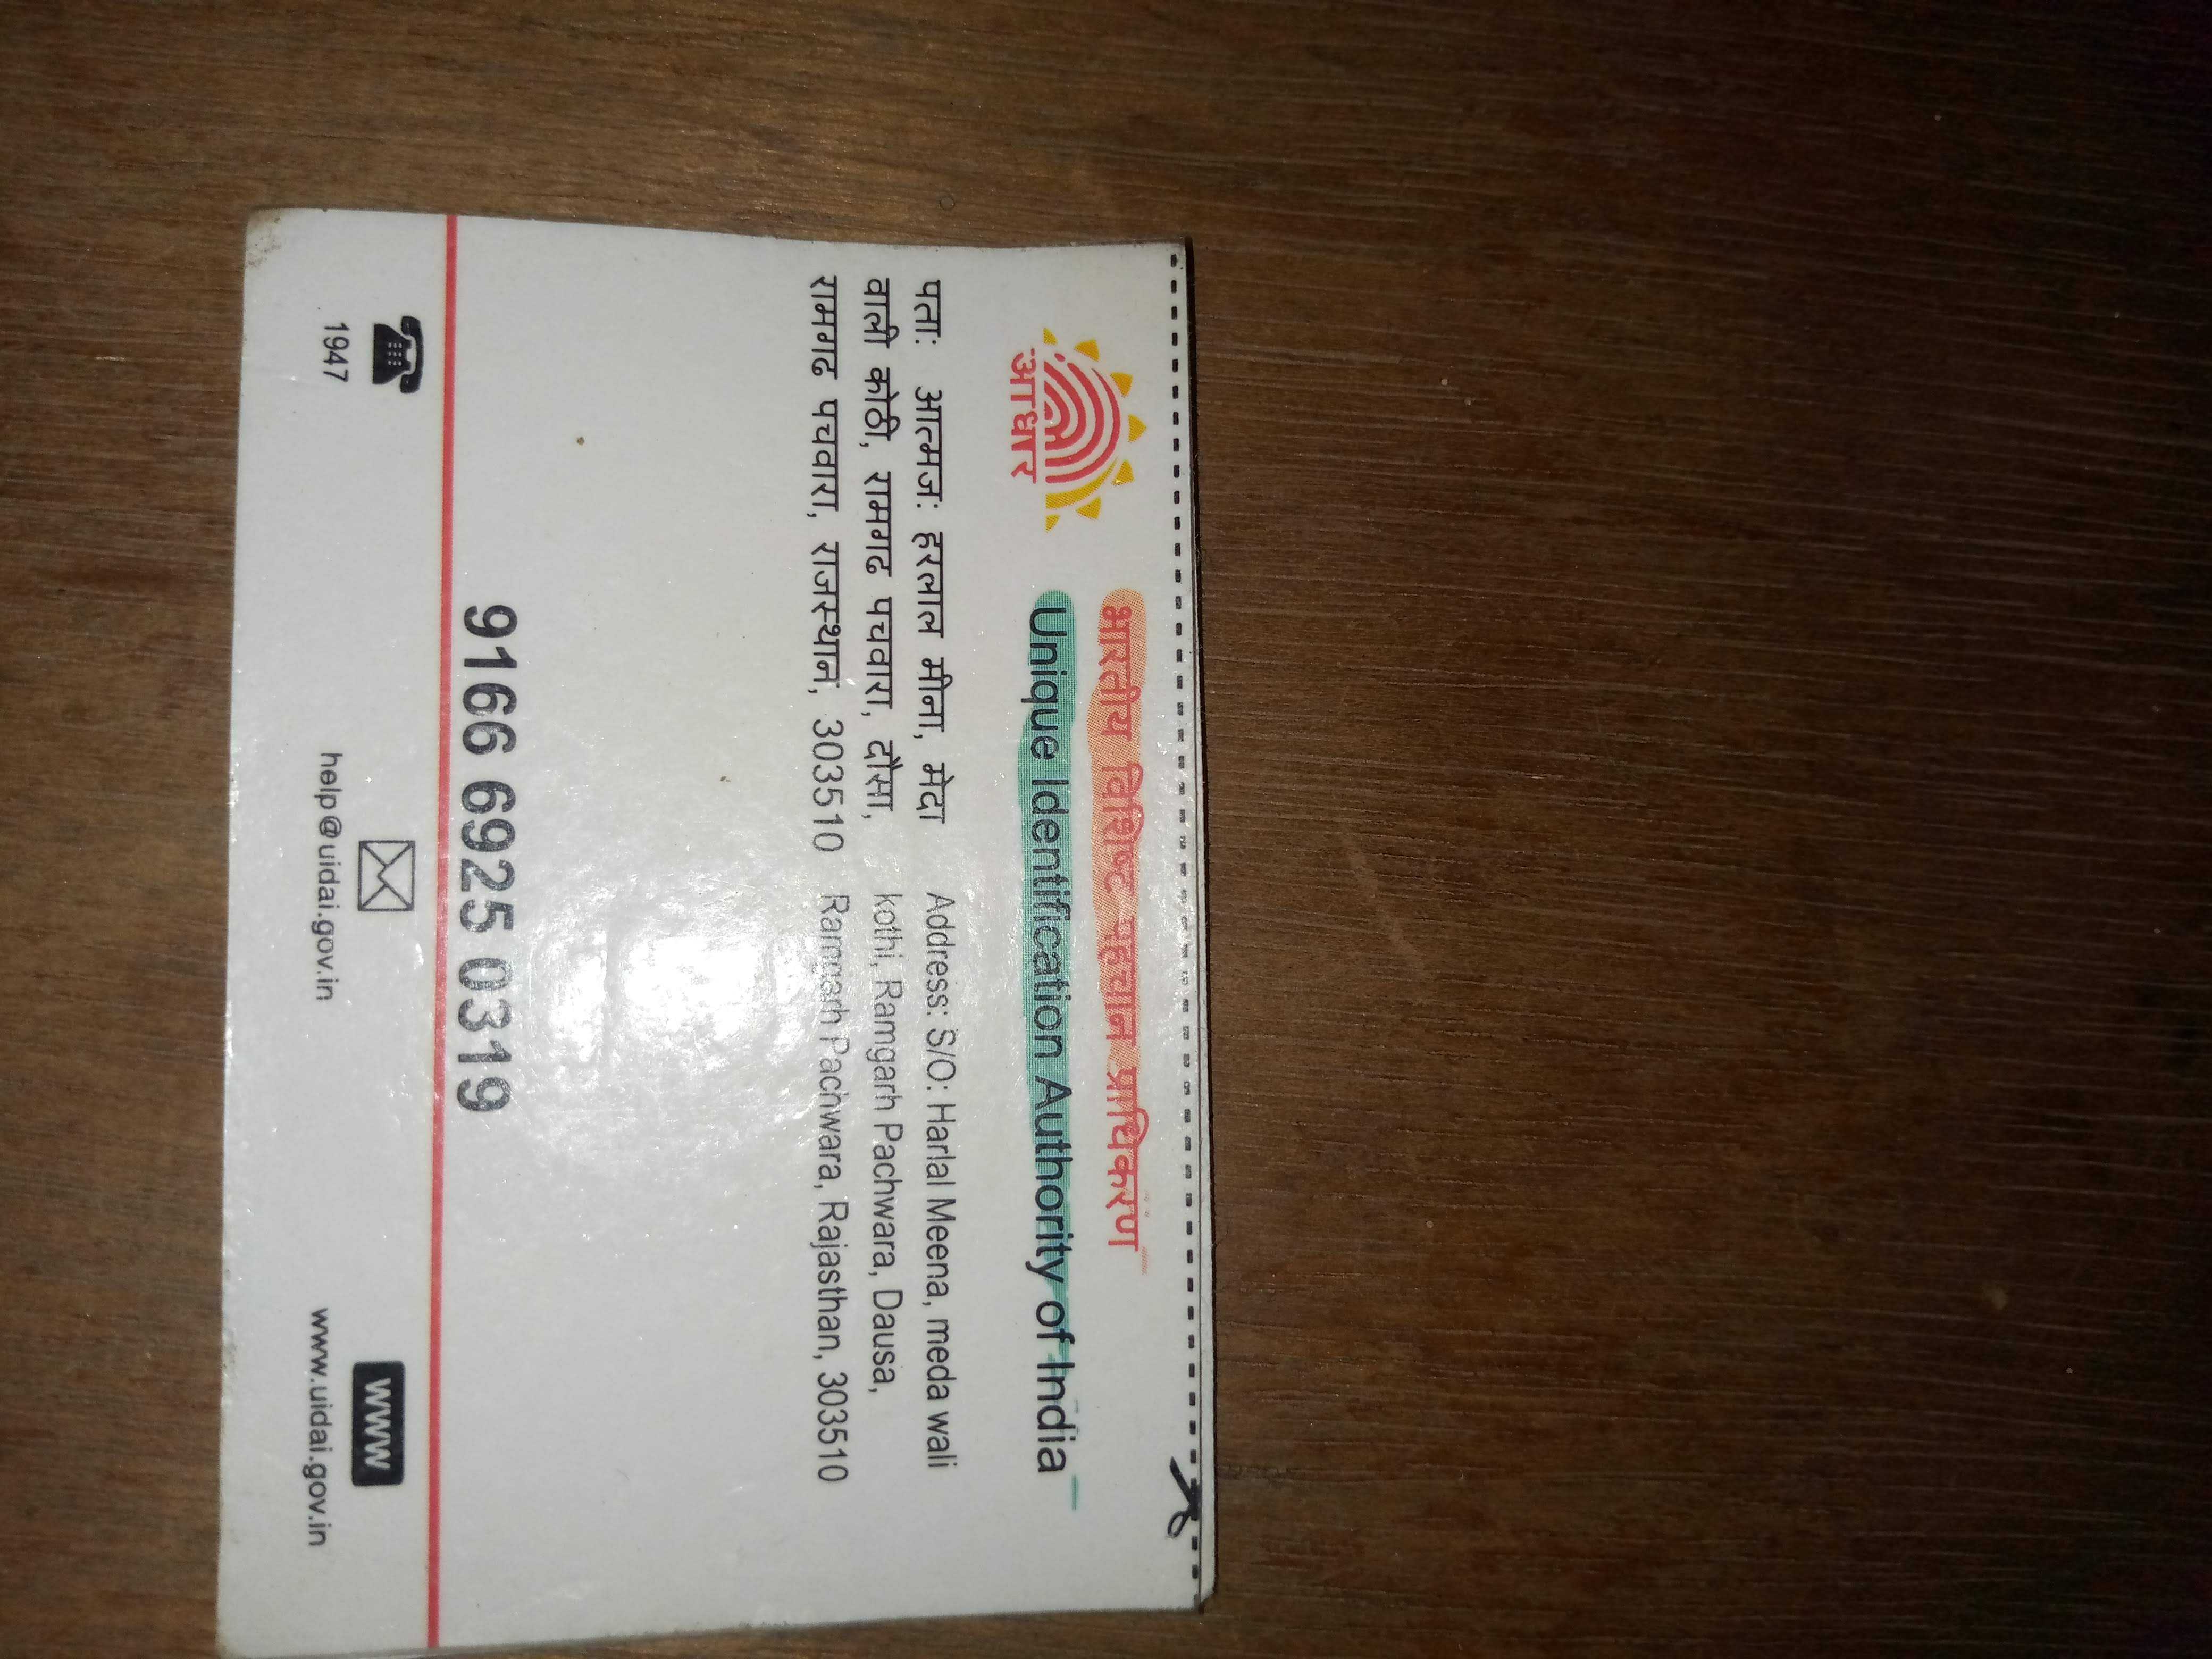 भारतीय विशिष्ट पहचान प्राधिकरण
Unique Identification Authority of India
आधार
पता: आत्मज: हरलाल मीना, मेदा
वाली कोठी, रामगढ पचवारा, दौसा,
रामगढ पचवारा, राजस्थान, 303510
Address: S/O: Harlal Meena, meda wali
kothi, Ramgarh Pachwara, Dausa,
Ramgarh Pachwara, Rajasthan, 303510
9166 6925 0319
1947
help@uidai.gov.in
www
www.uidai.gov.in